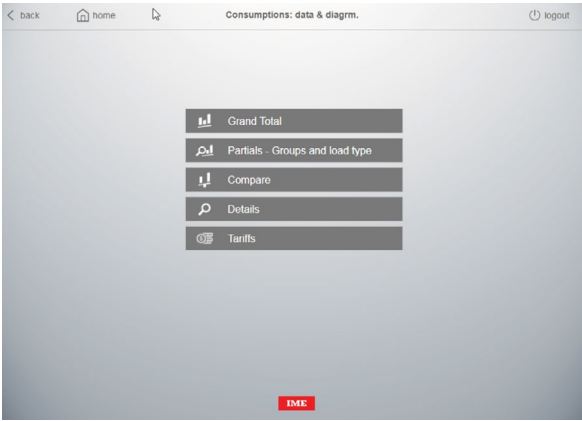 back home Consumptions: data & diagrm. logout
Grand Total
Partials - Groups and load type
Compare
Details
Tariffs
IME